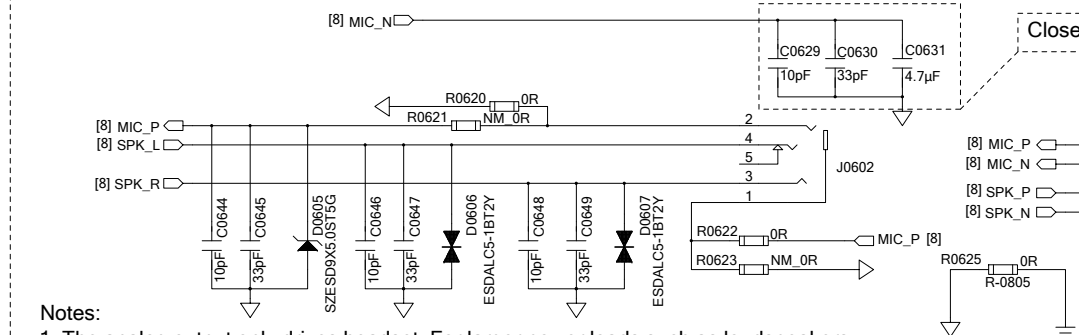 [8] MIC_N
Close
C0629
C0630
C0631
10pF
33pF
4.7µF
R0620
0R
R0621
NM_0R
[8] MIC_P
[8] SPK_L
[8] SPK_R
2
4
5
3
1
J0602
[8] MIC_P
[8] MIC_N
[8] SPK_P
[8] SPK_N
C0644
10pF
C0645
33pF
D0605
SZESD9X5.0ST5G
C0646
10pF
C0647
33pF
D0606
ESDALC5-1BT2Y
C0648
10pF
C0649
33pF
D0607
ESDALC5-1BT2Y
R0622
0R
MIC_P [8]
R0623
NM_0R
R0625
0R
R-0805
Notes: